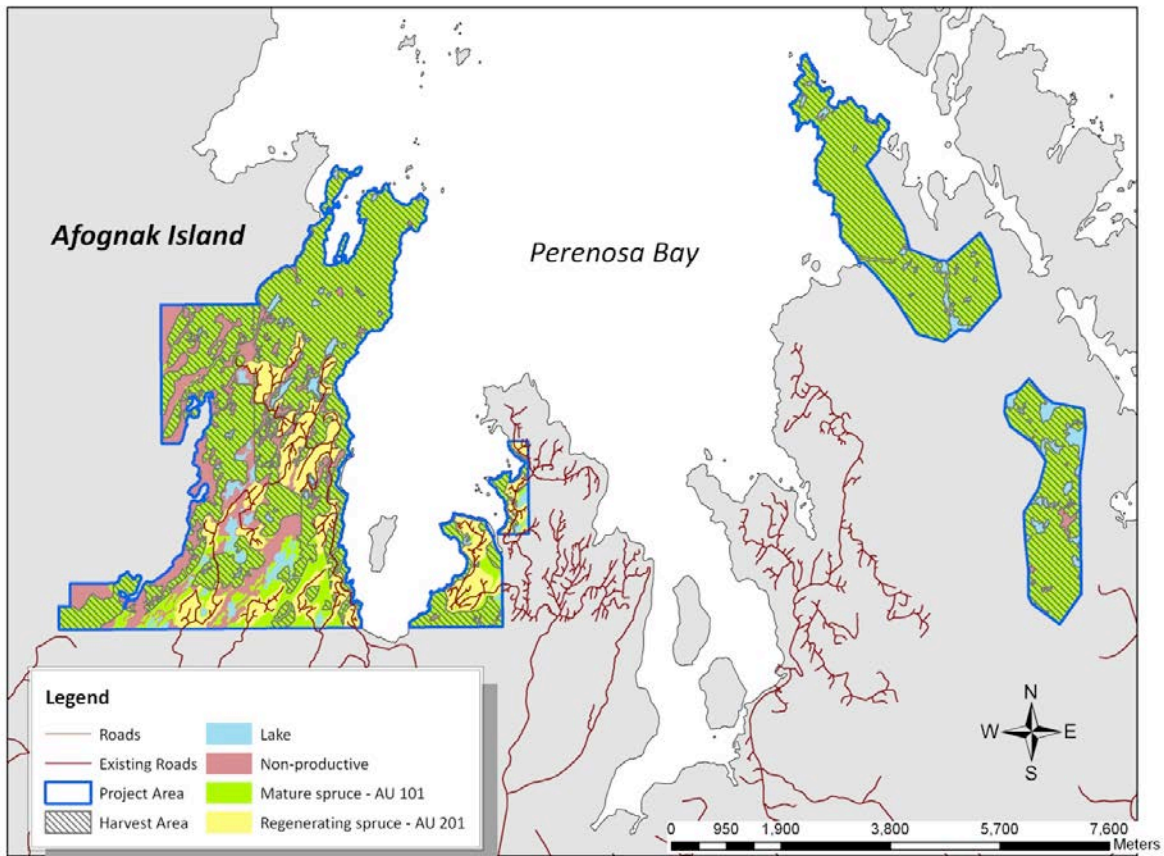 Afognak Island
Perenosa Bay
Legend
Roads
Existing Roads
Project Area
Harvest Area
Lake
Non-productive
Mature spruce - AU 101
Regenerating spruce - AU 201
N
W E
S
0 950 1,900 3,800 5,700 7,600
Meters